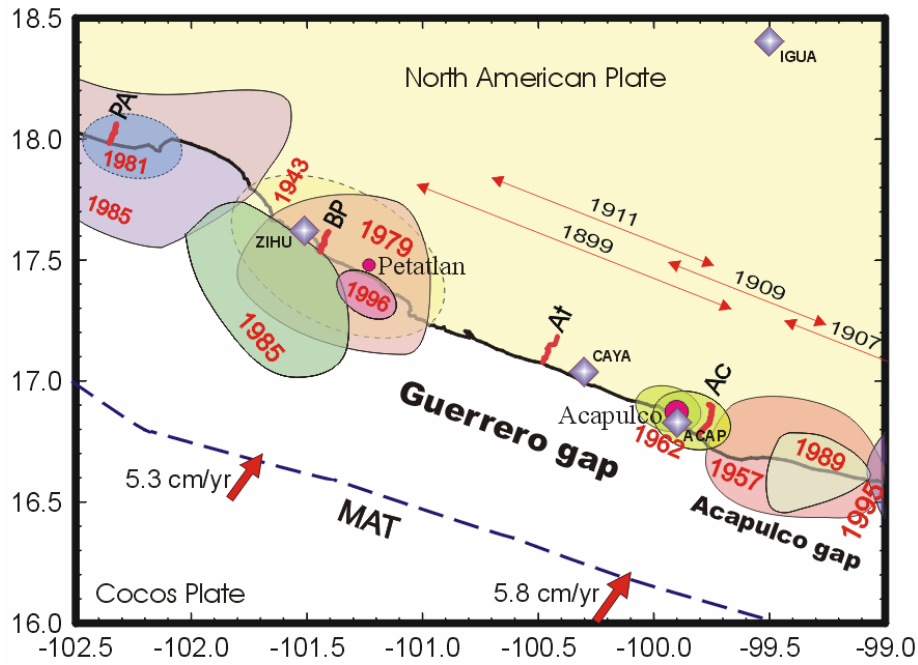 18.5
IGUA
North American Plate
PA
18.0
1981
1943
1985
1911
BP
1979
ZIHU
1899
17.5
Petatlan
1909
1996
1985
At
1907
CAYA
17.0
Ac
Guerrero gap
Acapulco
ACAP
1962
1989
1957
1995
5.3 cm/yr
16.5
MAT
Acapulco gap
5.8 cm/yr
Cocos Plate
16.0
-102.5 -102.0 -101.5 -101.0 -100.5 -100.0 -99.5 -99.0